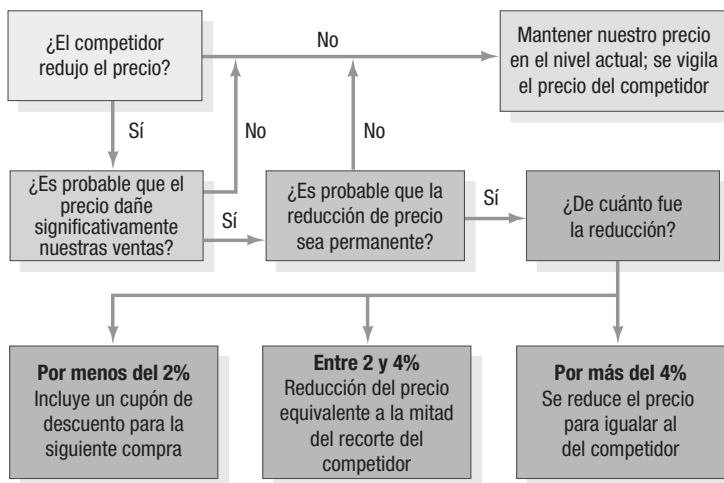 ¿El competidor
redujo el precio?
No
Mantener nuestro precio
en el nivel actual; se vigila
el precio del competidor
Sí
No
No
¿Es probable que el
precio dañe
significativamente
nuestras ventas?
Sí
¿Es probable que la
reducción de precio
sea permanente?
Sí
¿De cuánto fue
la reducción?
Por menos del 2%
Incluye un cupón de
descuento para la
siguiente compra
Entre 2 y 4%
Reducción del precio
equivalente a la mitad
del recorte del
competidor
Por más del 4%
Se reduce el precio
para igualar al
del competidor